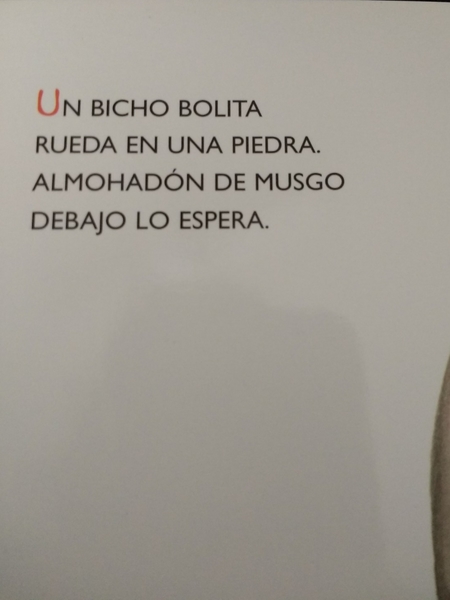 UN BICHO BOLITA
RUEDA EN UNA PIEDRA.
ALMOHADÓN DE MUSGO
DEBAJO LO ESPERA.